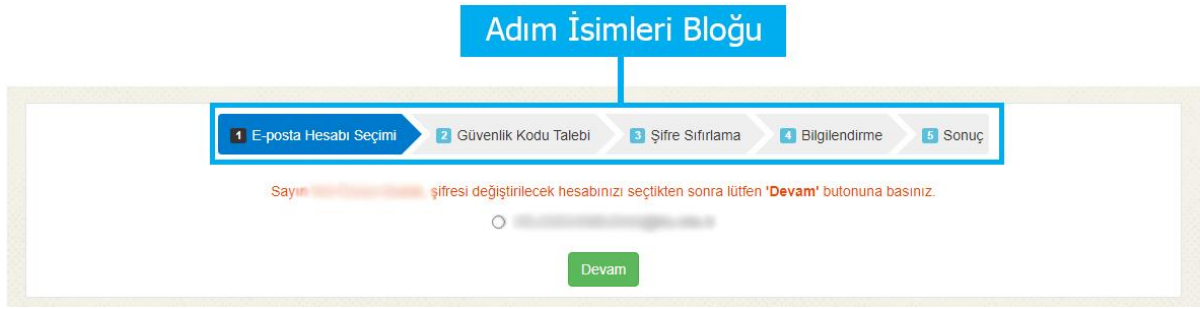 Adım İsimleri Bloğu
1 E-posta Hesabı Seçimi 2 Güvenlik Kodu Talebi 3 Şifre Sıfırlama 4 Bilgilendirme 5 Sonuç
Sayın şifresi değiştirilecek hesabınızı seçtikten sonra lütfen 'Devam' butonuna basınız.
Devam